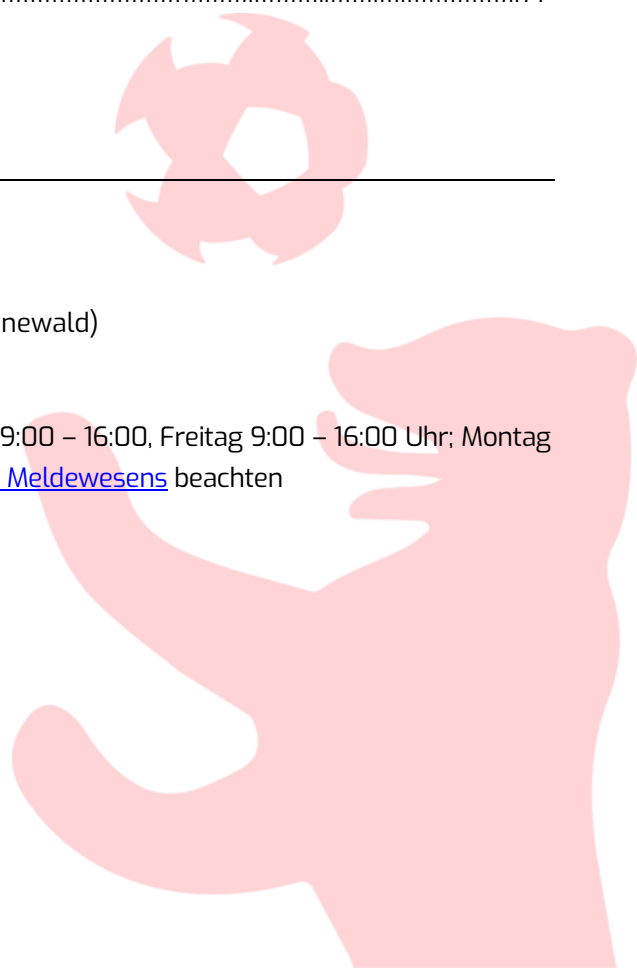 newald)
9:00 – 16:00, Freitag 9:00 – 16:00 Uhr; Montag
Meldewesens beachten